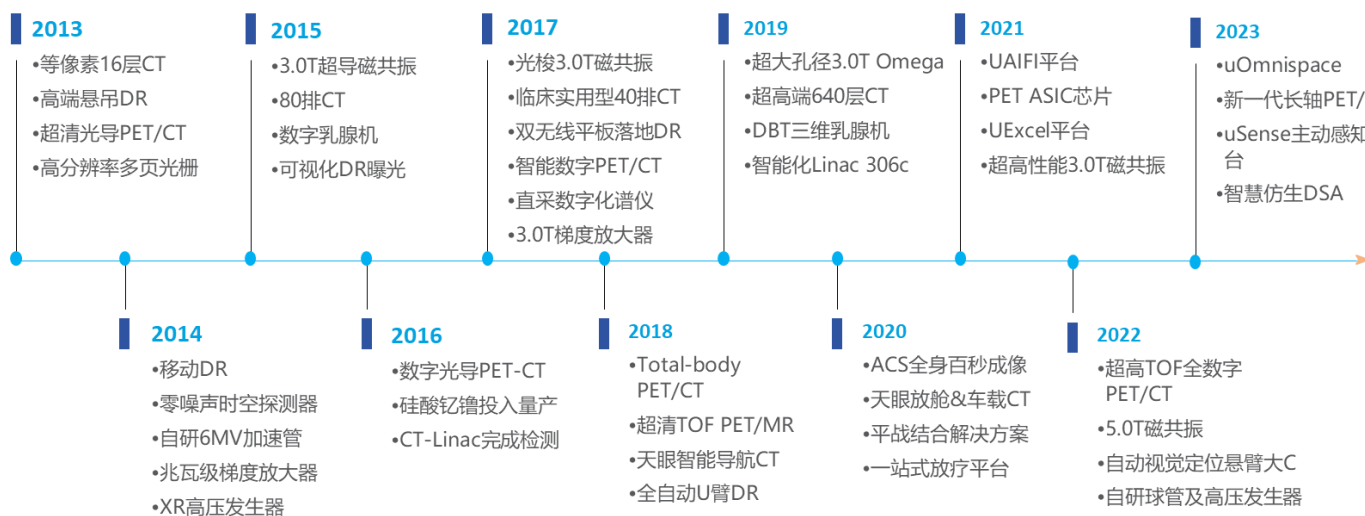 2013
•等像素16层CT
•高端悬吊DR
•超清光导PET/CT
•高分辨率多页光栅
2015
•3.0T超导磁共振
•80排CT
•数字乳腺机
•可视化DR曝光
2017
•光梭3.0T磁共振
•临床实用型40排CT
•双无线平板落地DR
•智能数字PET/CT
•直采数字化谱仪
•3.0T梯度放大器
2019
•超大孔径3.0T Omega
•超高端640层CT
•DBT三维乳腺机
•智能化Linac 306c
2021
•UAIFI平台
•PET ASIC芯片
•UExcel平台
•超高性能3.0T磁共振
2023
•uOmnispace
•新一代长轴PET/
•uSense主动感知
台
•智慧仿生DSA
2014
•移动DR
•零噪声时空探测器
•自研6MV加速管
•兆瓦级梯度放大器
•XR高压发生器
2016
•数字光导PET-CT
•硅酸钇镥投入量产
•CT-Linac完成检测
2018
•Total-body
PET/CT
•超清TOF PET/MR
•天眼智能导航CT
•全自动U臂DR
2020
•ACS全身百秒成像
•天眼放舱&车载CT
•平战结合解决方案
•一站式放疗平台
2022
•超高TOF全数字
PET/CT
•5.0T磁共振
•自动视觉定位悬臂大C
•自研球管及高压发生器